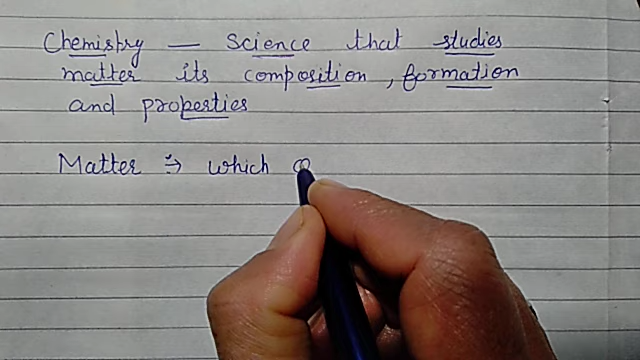 Chemistry — Science that studies
matter its composition, formation
and properties
Matter ⇒ which